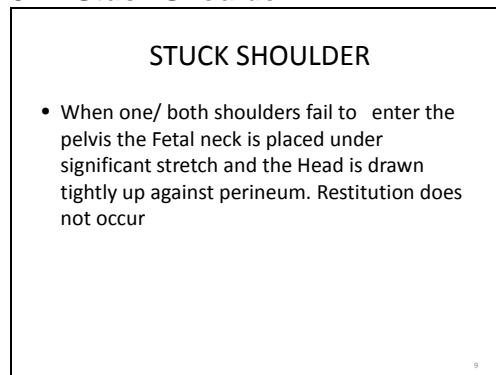 STUCK SHOULDER
• When one/ both shoulders fail to enter the
pelvis the Fetal neck is placed under
significant stretch and the Head is drawn
tightly up against perineum. Restitution does
not occur
9